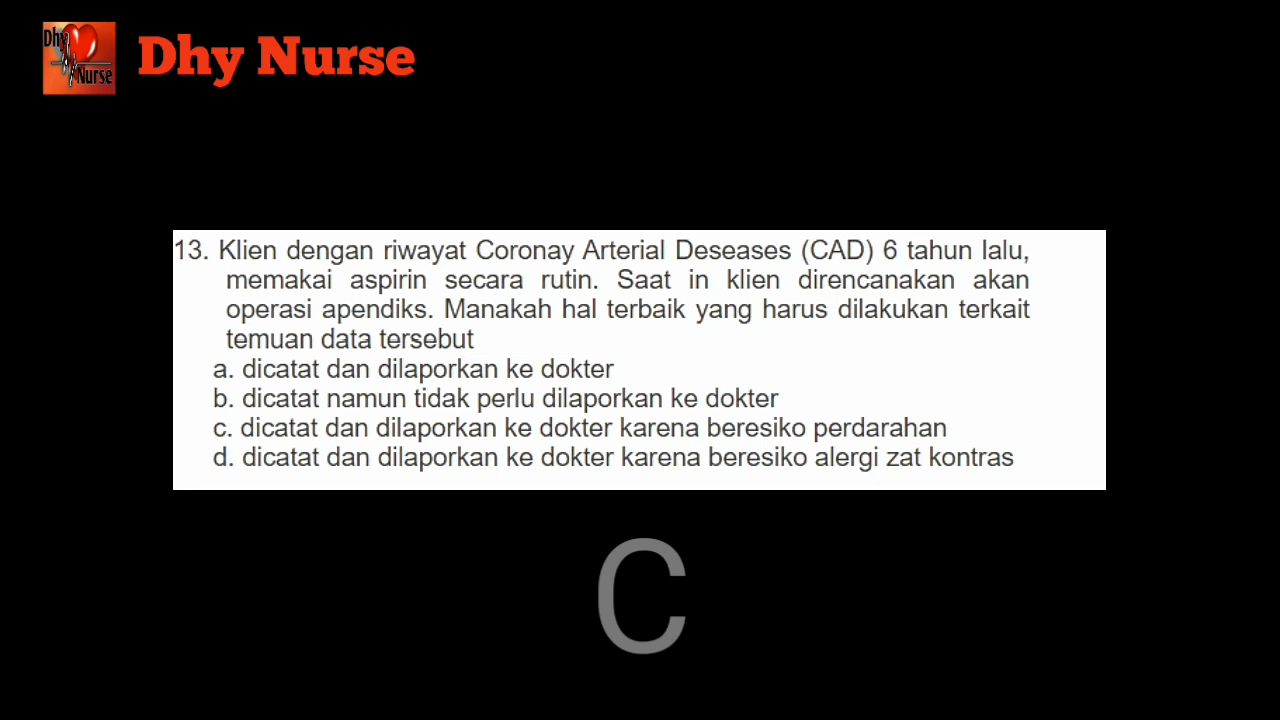 Dhy
Nurse
Dhy Nurse
13. Klien dengan riwayat Coronay Arterial Deseases (CAD) 6 tahun lalu,
memakai aspirin secara rutin. Saat in klien direncanakan akan
operasi apendiks. Manakah hal terbaik yang harus dilakukan terkait
temuan data tersebut
a. dicatat dan dilaporkan ke dokter
b. dicatat namun tidak perlu dilaporkan ke dokter
c. dicatat dan dilaporkan ke dokter karena beresiko perdarahan
d. dicatat dan dilaporkan ke dokter karena beresiko alergi zat kontras
C